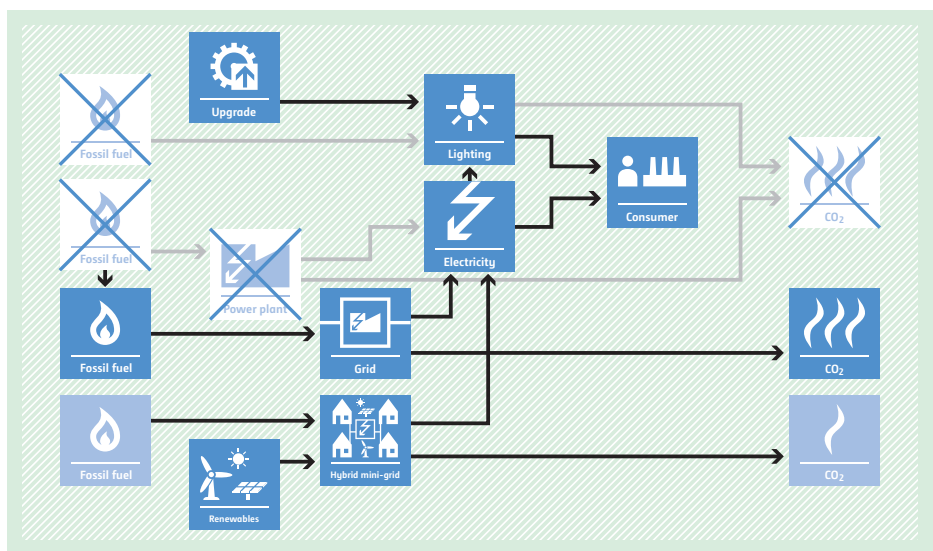 Upgrade
Fossil fuel
Lighting
Fossil fuel
Consumer
CO₂
Electricity
Power plant
Fossil fuel
Grid
CO₂
Fossil fuel
Hybrid mini-grid
CO₂
Renewables